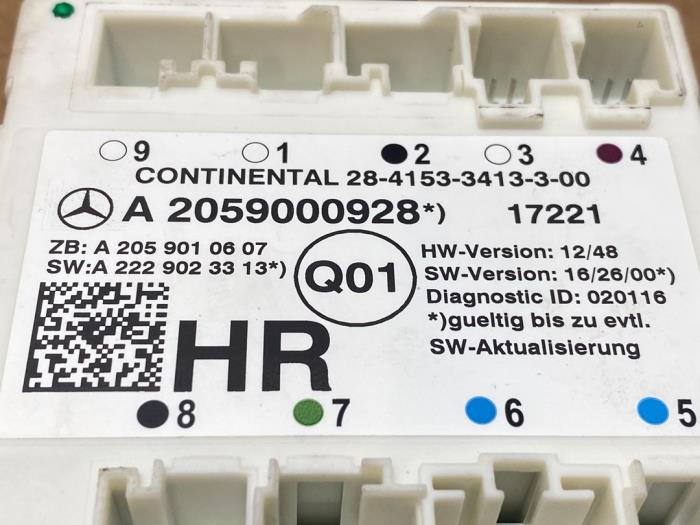 9 1 2 3 4
CONTINENTAL 28-4153-3413-3-00
A 2059000928*) 17221
ZB: A 205 901 06 07
SW:A 222 902 33 13*)
Q01
HW-Version: 12/48
SW-Version: 16/26/00*)
Diagnostic ID: 020116
*)gueltig bis zu evtl.
SW-Aktualisierung
HR
8 7 6 5